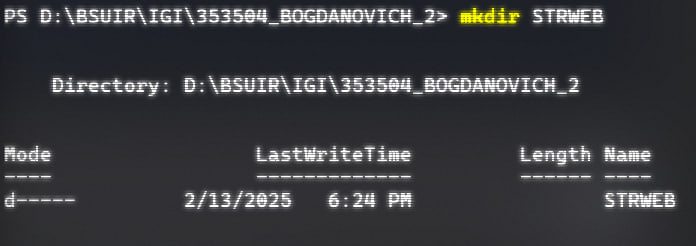 PS D:\BSUIR\IGI\353504_BOGDANOVICH_2> mkdir STRWEB
Directory: D:\BSUIR\IGI\353504_BOGDANOVICH_2
Mode LastWriteTime Length Name
---- ------------- ------ ----
d----- 2/13/2025 6:24 PM STRWEB